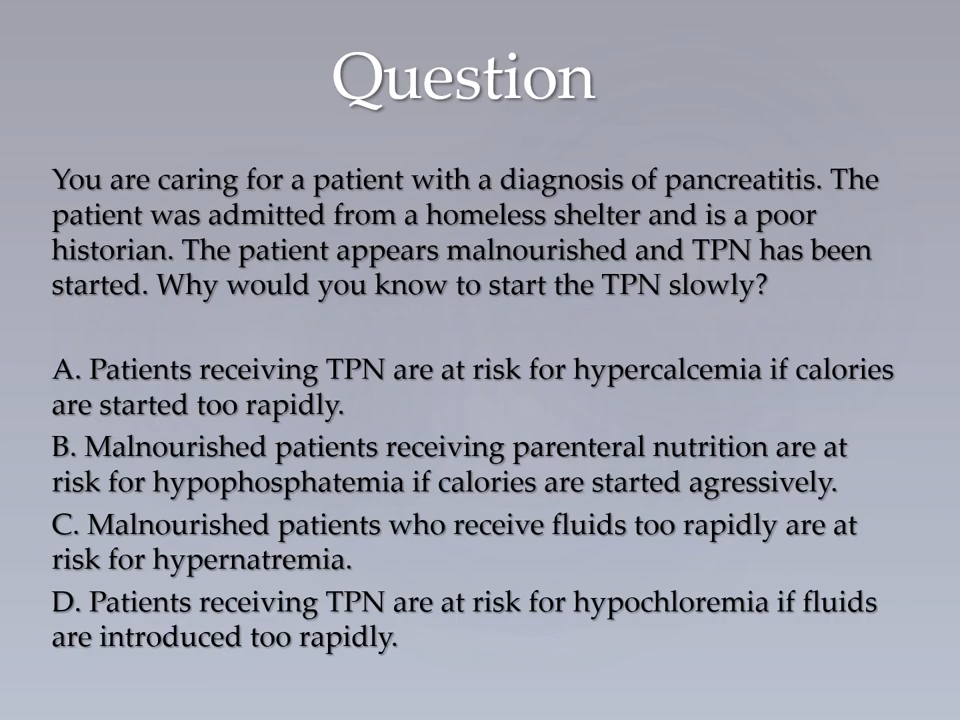 Question
You are caring for a patient with a diagnosis of pancreatitis. The
patient was admitted from a homeless shelter and is a poor
historian. The patient appears malnourished and TPN has been
started. Why would you know to start the TPN slowly?
A. Patients receiving TPN are at risk for hypercalcemia if calories
are started too rapidly.
B. Malnourished patients receiving parenteral nutrition are at
risk for hypophosphatemia if calories are started agressively.
C. Malnourished patients who receive fluids too rapidly are at
risk for hypernatremia.
D. Patients receiving TPN are at risk for hypochloremia if fluids
are introduced too rapidly.